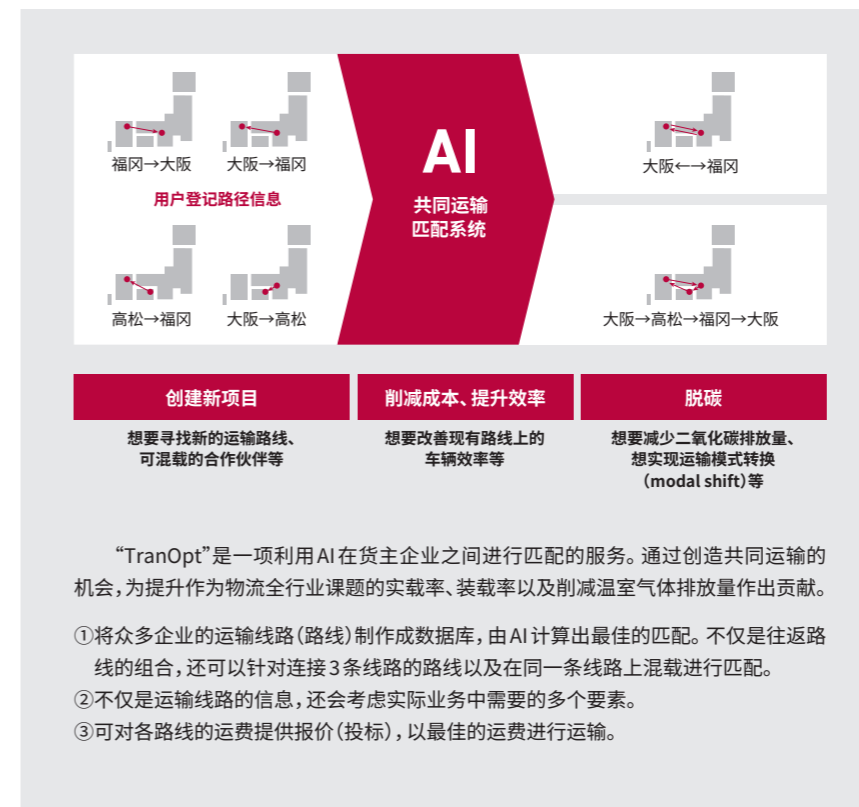 福冈→大阪
大阪→福冈
用户登记路径信息
高松→福冈
大阪→高松
AI
共同运输
匹配系统
大阪←→福冈
大阪→高松→福冈→大阪
创建新项目
想要寻找新的运输路线、
可混载的合作伙伴等
削减成本、提升效率
想要改善现有路线上的
车辆效率等
脱碳
想要减少二氧化碳排放量、
想实现运输模式转换
（modal shift）等
“TranOpt”是一项利用AI在货主企业之间进行匹配的服务。通过创造共同运输的
机会，为提升作为物流全行业课题的实载率、装载率以及削减温室气体排放量作出贡献。
①将众多企业的运输线路（路线）制作成数据库，由AI计算出最佳的匹配。不仅是往返路
线的组合，还可以针对连接3条线路的路线以及在同一条线路上混载进行匹配。
②不仅是运输线路的信息，还会考虑实际业务中需要的多个要素。
③可对各路线的运费提供报价（投标），以最佳的运费进行运输。